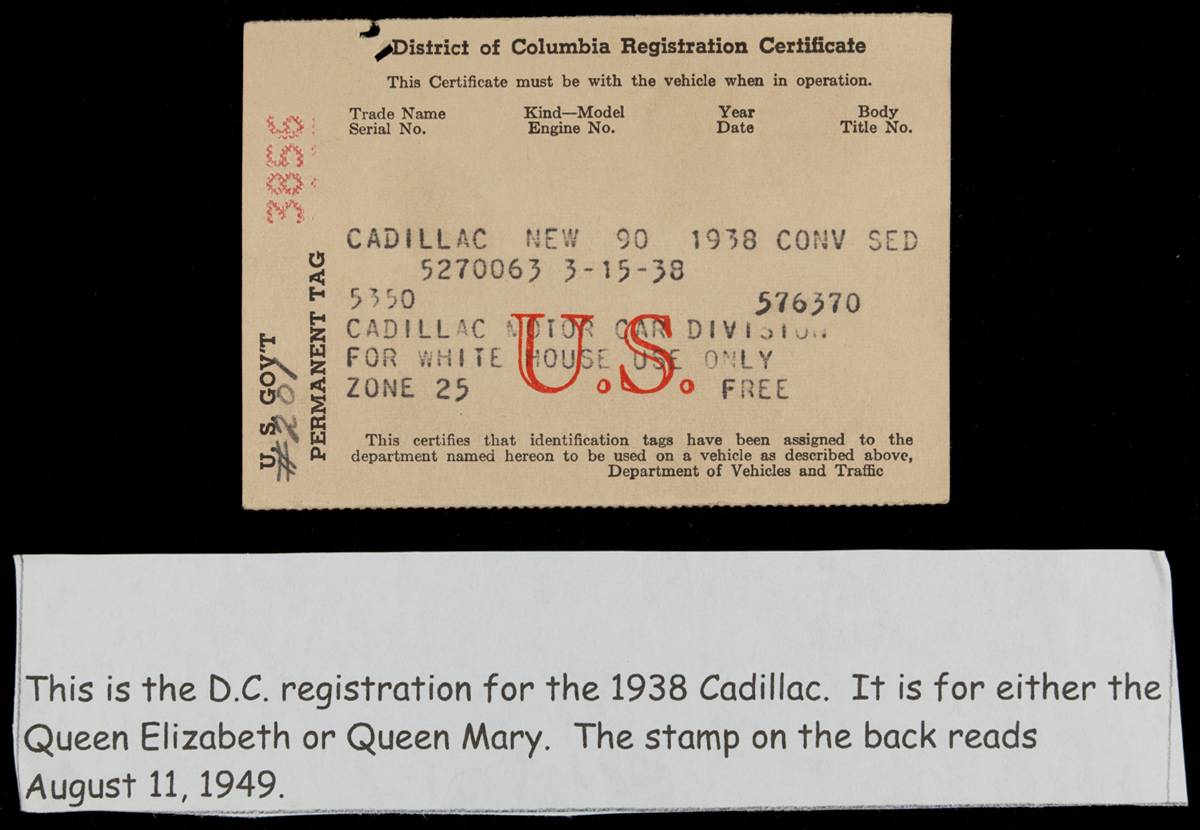 District of Columbia Registration Certificate
This Certificate must be with the vehicle when in operation.
Trade Name Kind—Model Year Body
Serial No. Engine No. Date Title No.
CADILLAC NEW 90 1938 CONV SED
5270063 3-15-38
5350 576370
CADILLAC MOTOR CAR DIVISION
FOR WHITE HOUSE USE ONLY
ZONE 25 FREE
U.S.
This certifies that identification tags have been assigned to the
department named hereon to be used on a vehicle as described above,
Department of Vehicles and Traffic
3856
U. S. GOV'T
#201
PERMANENT TAG
This is the D.C. registration for the 1938 Cadillac. It is for either the
Queen Elizabeth or Queen Mary. The stamp on the back reads
August 11, 1949.